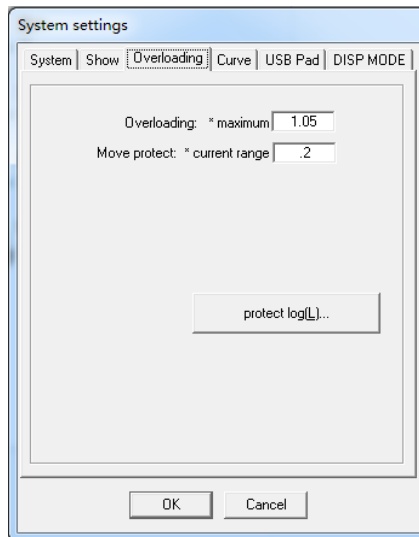 System settings
System Show Overloading Curve USB Pad DISP MODE
Overloading: * maximum 1.05
Move protect: * current range .2
protect log(L)...
OK Cancel